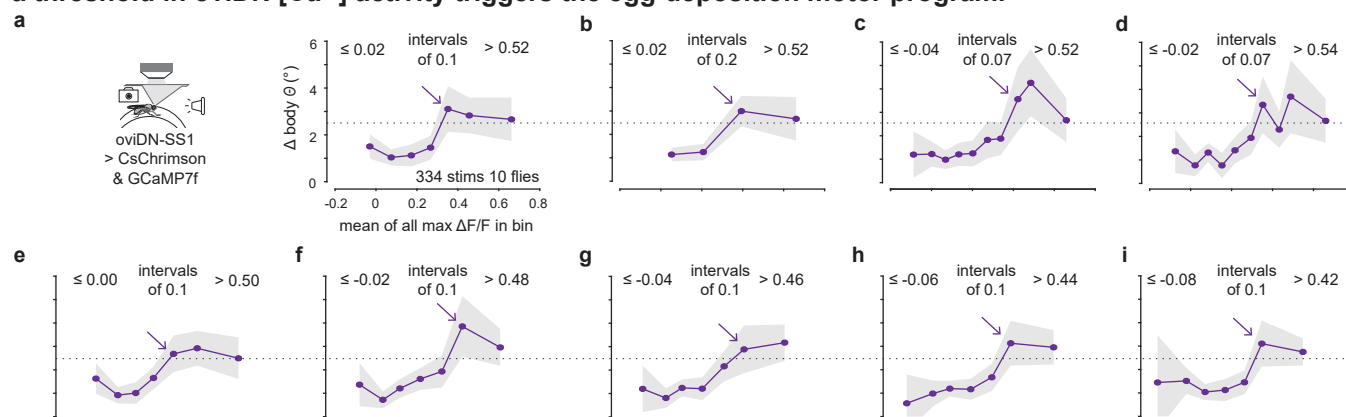 a threshold in oviDN [Ca²⁺] activity triggers the egg-deposition motor program.
a
oviDN-SS1
> CsChrimson
& GCaMP7f
Δ body θ (°)
6
4
2
0
≤ 0.02
intervals
of 0.1
> 0.52
334 stims 10 flies
-0.2
0
0.2
0.4
0.6
0.8
mean of all max ΔF/F in bin
b
≤ 0.02
intervals
of 0.2
> 0.52
c
≤ -0.04
intervals
of 0.07
> 0.52
d
≤ -0.02
intervals
of 0.07
> 0.54
e
≤ 0.00
intervals
of 0.1
> 0.50
f
≤ -0.02
intervals
of 0.1
> 0.48
g
≤ -0.04
intervals
of 0.1
> 0.46
h
≤ -0.06
intervals
of 0.1
> 0.44
i
≤ -0.08
intervals
of 0.1
> 0.42